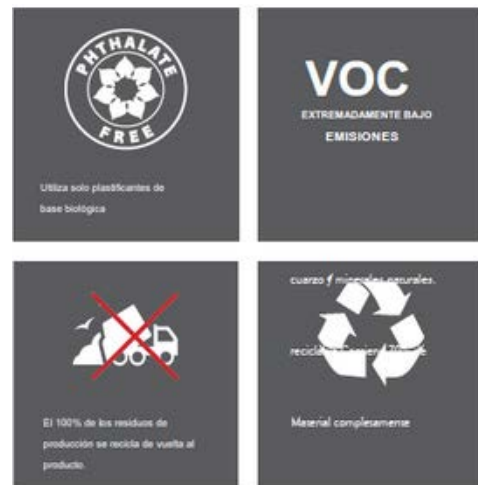 PHTHALATE
FREE
Utiliza solo plastificantes de
base biológica
VOC
EXTREMADAMENTE BAJO
EMISIONES
El 100% de los residuos de
producción se recicla de vuelta al
producto.
cuarzo y minerales naturales.
Material completamente